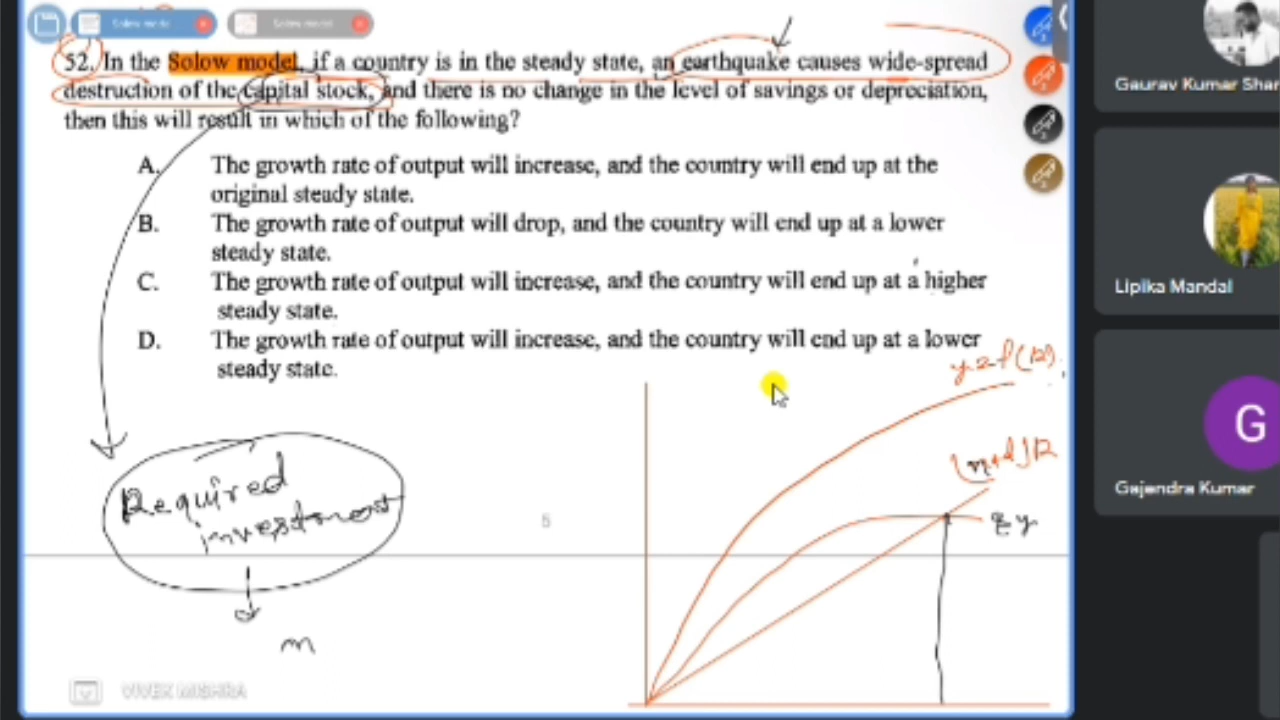 Solow mode
Solow model
52. In the Solow model, if a country is in the steady state, an earthquake causes wide-spread
destruction of the capital stock, and there is no change in the level of savings or depreciation,
then this will result in which of the following?
A. The growth rate of output will increase, and the country will end up at the
original steady state.
B. The growth rate of output will drop, and the country will end up at a lower
steady state.
C. The growth rate of output will increase, and the country will end up at a higher
steady state.
D. The growth rate of output will increase, and the country will end up at a lower
steady state.
Required
investment
m
5
VIVEK MISHRA
Gaurav Kumar Shar
Lipika Mandal
G
Gajendra Kumar